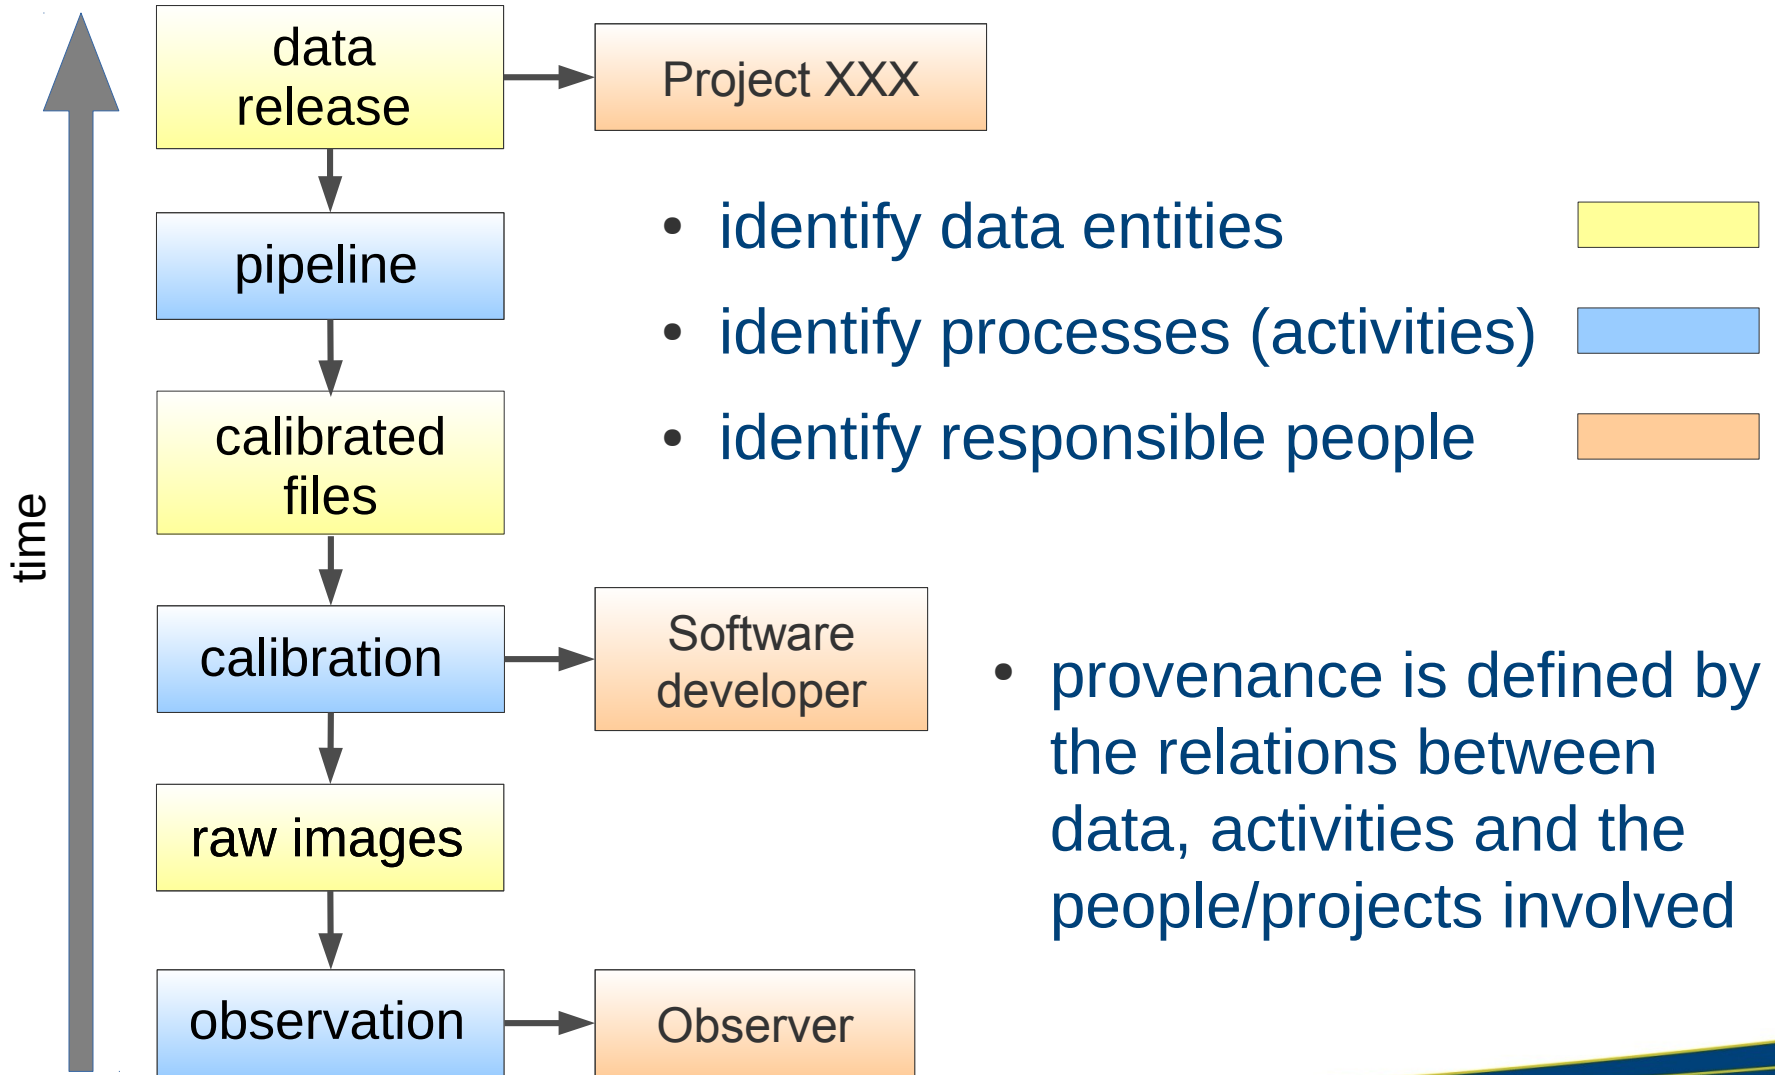 data
release
Project XXX
pipeline
• identify data entities
• identify processes (activities)
• identify responsible people
calibrated
files
time
calibration
Software
developer
• provenance is defined by
the relations between
data, activities and the
people/projects involved
raw images
observation
Observer